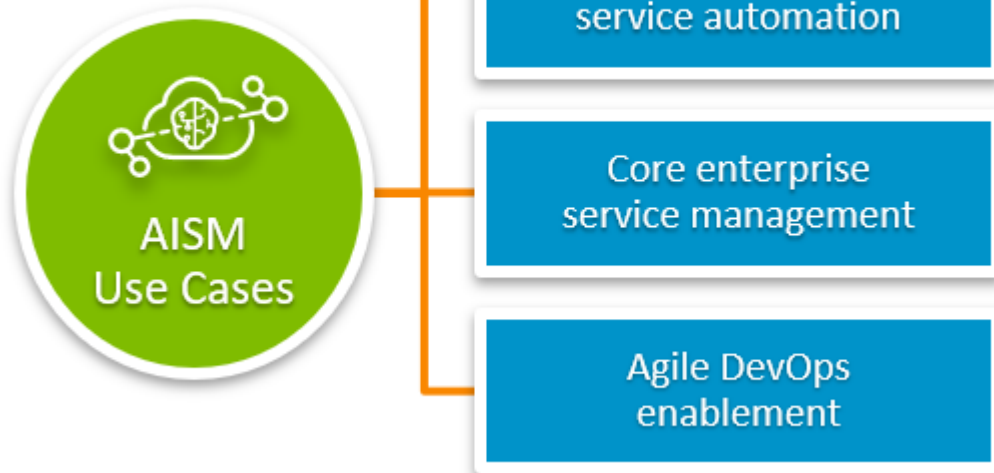 service automation
AISM
Use Cases
Core enterprise
service management
Agile DevOps
enablement